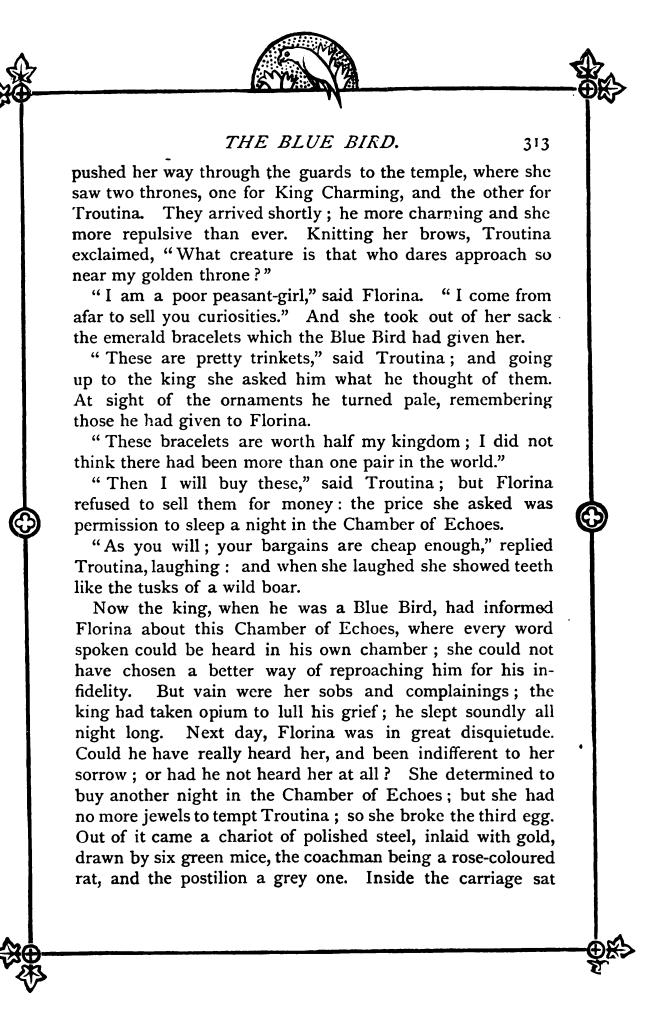 THE BLUE BIRD. 313
pushed her way through the guards to the temple, where she
saw two thrones, one for King Charming, and the other for
Troutina. They arrived shortly; he more charming and she
more repulsive than ever. Knitting her brows, Troutina
exclaimed, "What creature is that who dares approach so
near my golden throne?"
"I am a poor peasant-girl," said Florina. "I come from
afar to sell you curiosities." And she took out of her sack
the emerald bracelets which the Blue Bird had given her.
"These are pretty trinkets," said Troutina; and going
up to the king she asked him what he thought of them.
At sight of the ornaments he turned pale, remembering
those he had given to Florina.
"These bracelets are worth half my kingdom; I did not
think there had been more than one pair in the world."
"Then I will buy these," said Troutina; but Florina
refused to sell them for money: the price she asked was
permission to sleep a night in the Chamber of Echoes.
"As you will; your bargains are cheap enough," replied
Troutina, laughing: and when she laughed she showed teeth
like the tusks of a wild boar.
Now the king, when he was a Blue Bird, had informed
Florina about this Chamber of Echoes, where every word
spoken could be heard in his own chamber; she could not
have chosen a better way of reproaching him for his in-
fidelity. But vain were her sobs and complainings; the
king had taken opium to lull his grief; he slept soundly all
night long. Next day, Florina was in great disquietude.
Could he have really heard her, and been indifferent to her
sorrow; or had he not heard her at all? She determined to
buy another night in the Chamber of Echoes; but she had
no more jewels to tempt Troutina; so she broke the third egg.
Out of it came a chariot of polished steel, inlaid with gold,
drawn by six green mice, the coachman being a rose-coloured
rat, and the postilion a grey one. Inside the carriage sat